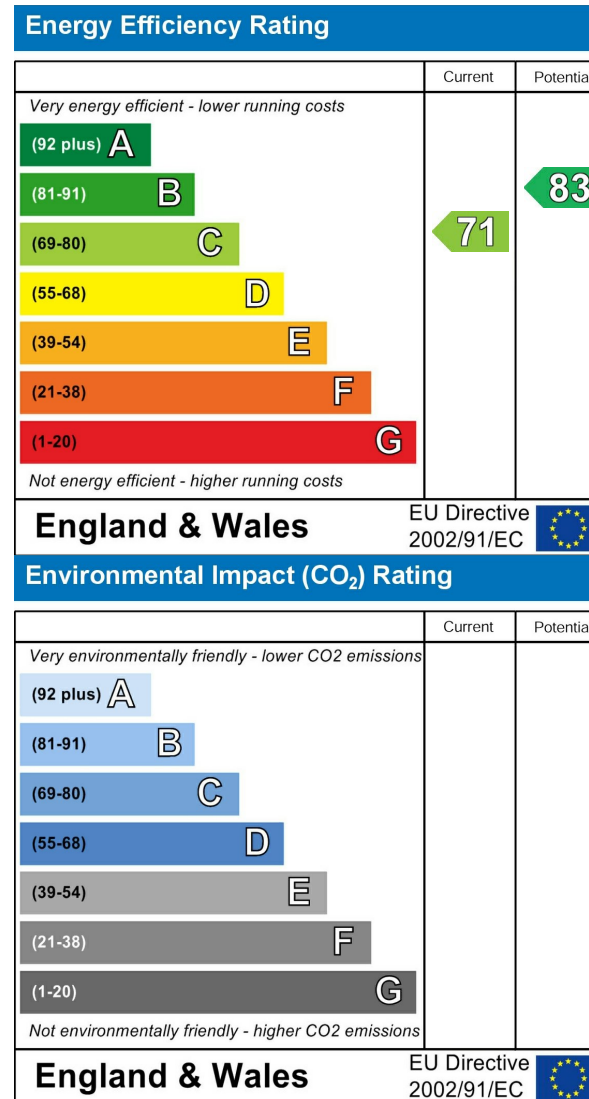 Energy Efficiency Rating
Current Potentia
Very energy efficient - lower running costs
(92 plus) A
(81-91) B
83
(69-80) C
71
(55-68) D
(39-54) E
(21-38) F
(1-20) G
Not energy efficient - higher running costs
England & Wales
EU Directive
2002/91/EC
Environmental Impact (CO₂) Rating
Current Potentia
Very environmentally friendly - lower CO2 emissions
(92 plus) A
(81-91) B
(69-80) C
(55-68) D
(39-54) E
(21-38) F
(1-20) G
Not environmentally friendly - higher CO2 emissions
England & Wales
EU Directive
2002/91/EC